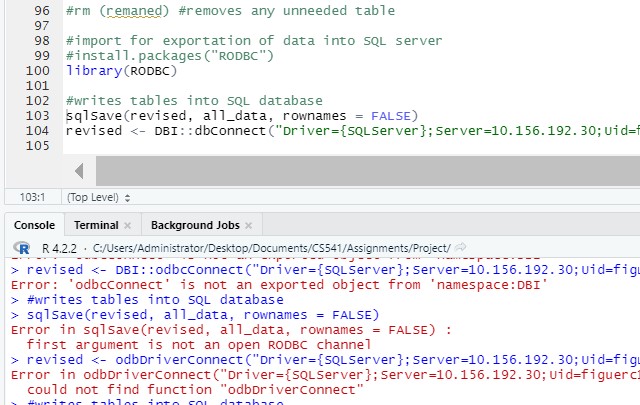 96 #rm (remaned) #removes any unneeded table
97
98 #import for exportation of data into SQL server
99 #install.packages("RODBC")
100 library(RODBC)
101
102 #writes tables into SQL database
103 sqlSave(revised, all_data, rownames = FALSE)
104 revised <- DBI::dbConnect("Driver={SQLServer};Server=10.156.192.30;Uid=f
105
103:1 (Top Level)
Console Terminal Background Jobs
R 4.2.2 · C:/Users/Administrator/Desktop/Documents/CS541/Assignments/Project/
> revised <- DBI::odbcConnect("Driver={SQLServer};Server=10.156.192.30;Uid=figu
Error: 'odbcConnect' is not an exported object from 'namespace:DBI'
> #writes tables into SQL database
> sqlSave(revised, all_data, rownames = FALSE)
Error in sqlSave(revised, all_data, rownames = FALSE) :
first argument is not an open RODBC channel
> revised <- odbDriverConnect("Driver={SQLServer};Server=10.156.192.30;Uid=figu
Error in odbDriverConnect("Driver={SQLServer};Server=10.156.192.30;Uid=figuerc
could not find function "odbDriverConnect"
> #writes tables into SQL database